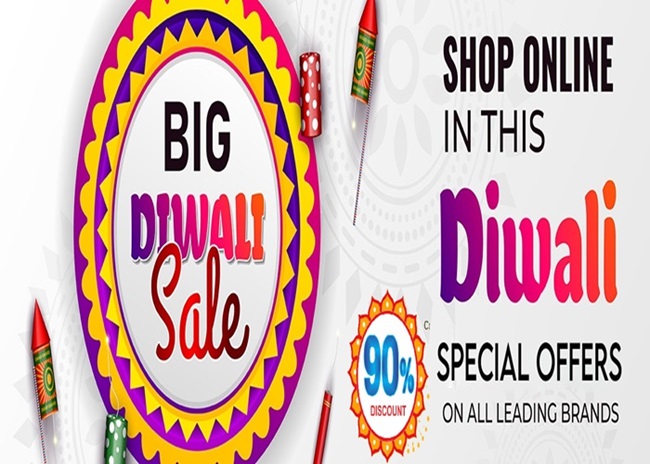 BIG
DIWALI
Sale
SHOP ONLINE
IN THIS
Diwali
90%
DISCOUNT
SPECIAL OFFERS
ON ALL LEADING BRANDS